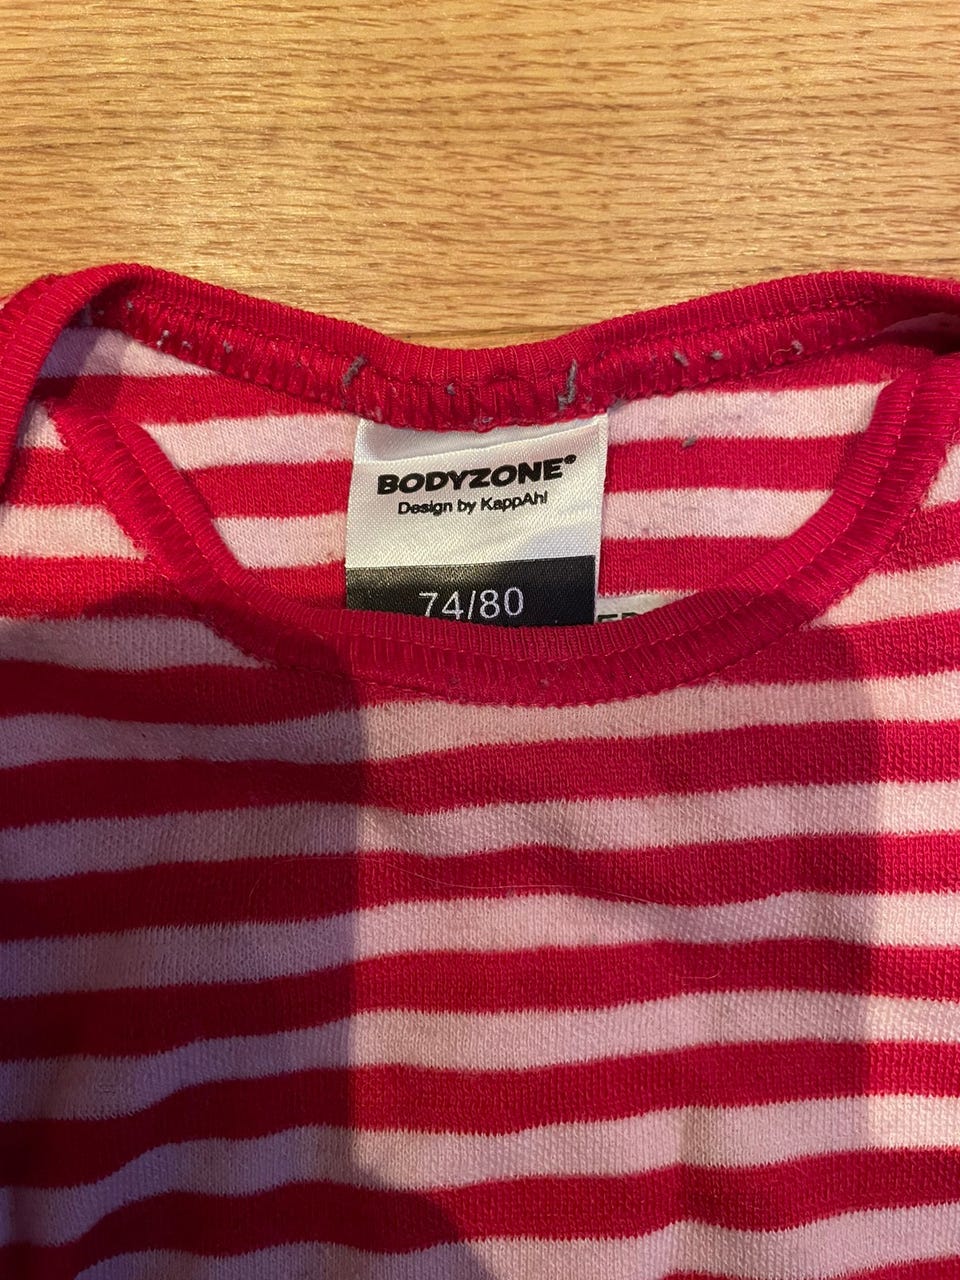 BODYZONE®
Design by KappAhl
74/80